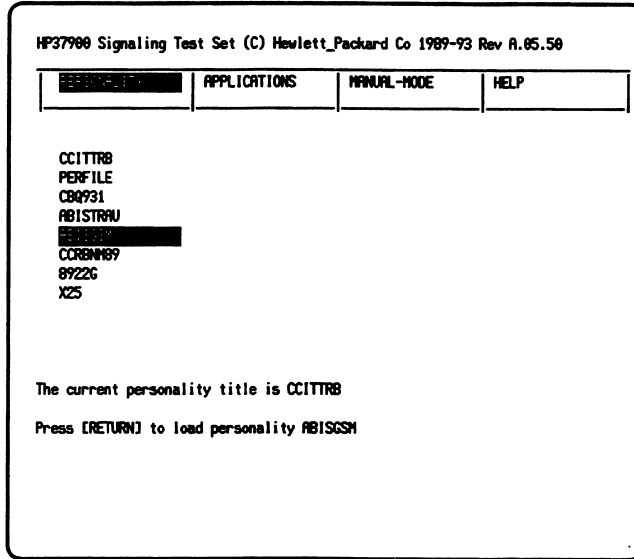 HP37900 Signaling Test Set (C) Hewlett_Packard Co 1989-93 Rev A.05.50
APPLICATIONS MANUAL-MODE HELP
CCITTRB
PERFILE
CBQ931
ABISTRAU
CCRBNM89
8922G
X25
The current personality title is CCITTRB
Press [RETURN] to load personality ABISGSM